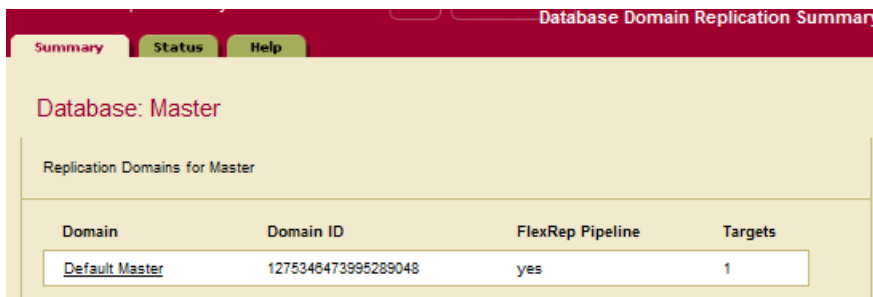 Database Domain Replication Summary
Summary Status Help
Database: Master
Replication Domains for Master
Domain Domain ID FlexRep Pipeline Targets
Default Master 1275346473995289048 yes 1